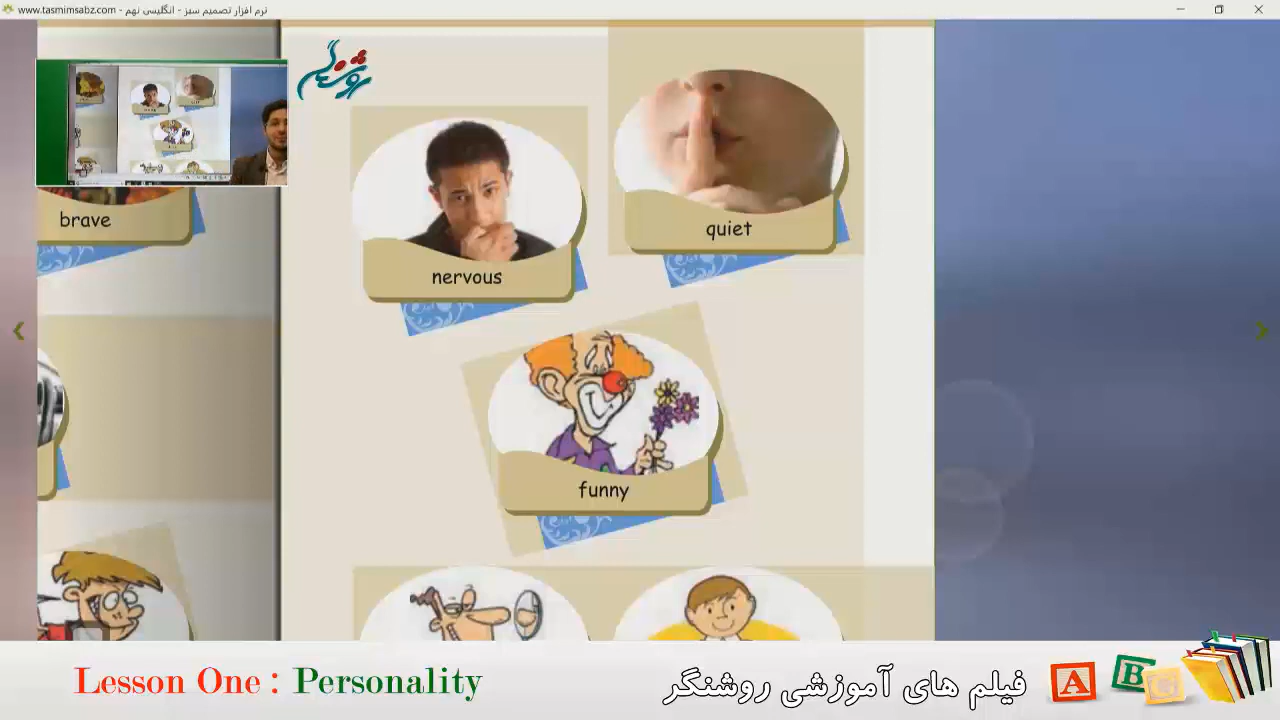 www.tasmimsabz.com - نرم افزار تصمیم سبز - انگلیسی نهم
روشنگر
brave
nervous
quiet
funny
Lesson One : Personality
فیلم های آموزشی روشنگر
A
B
C